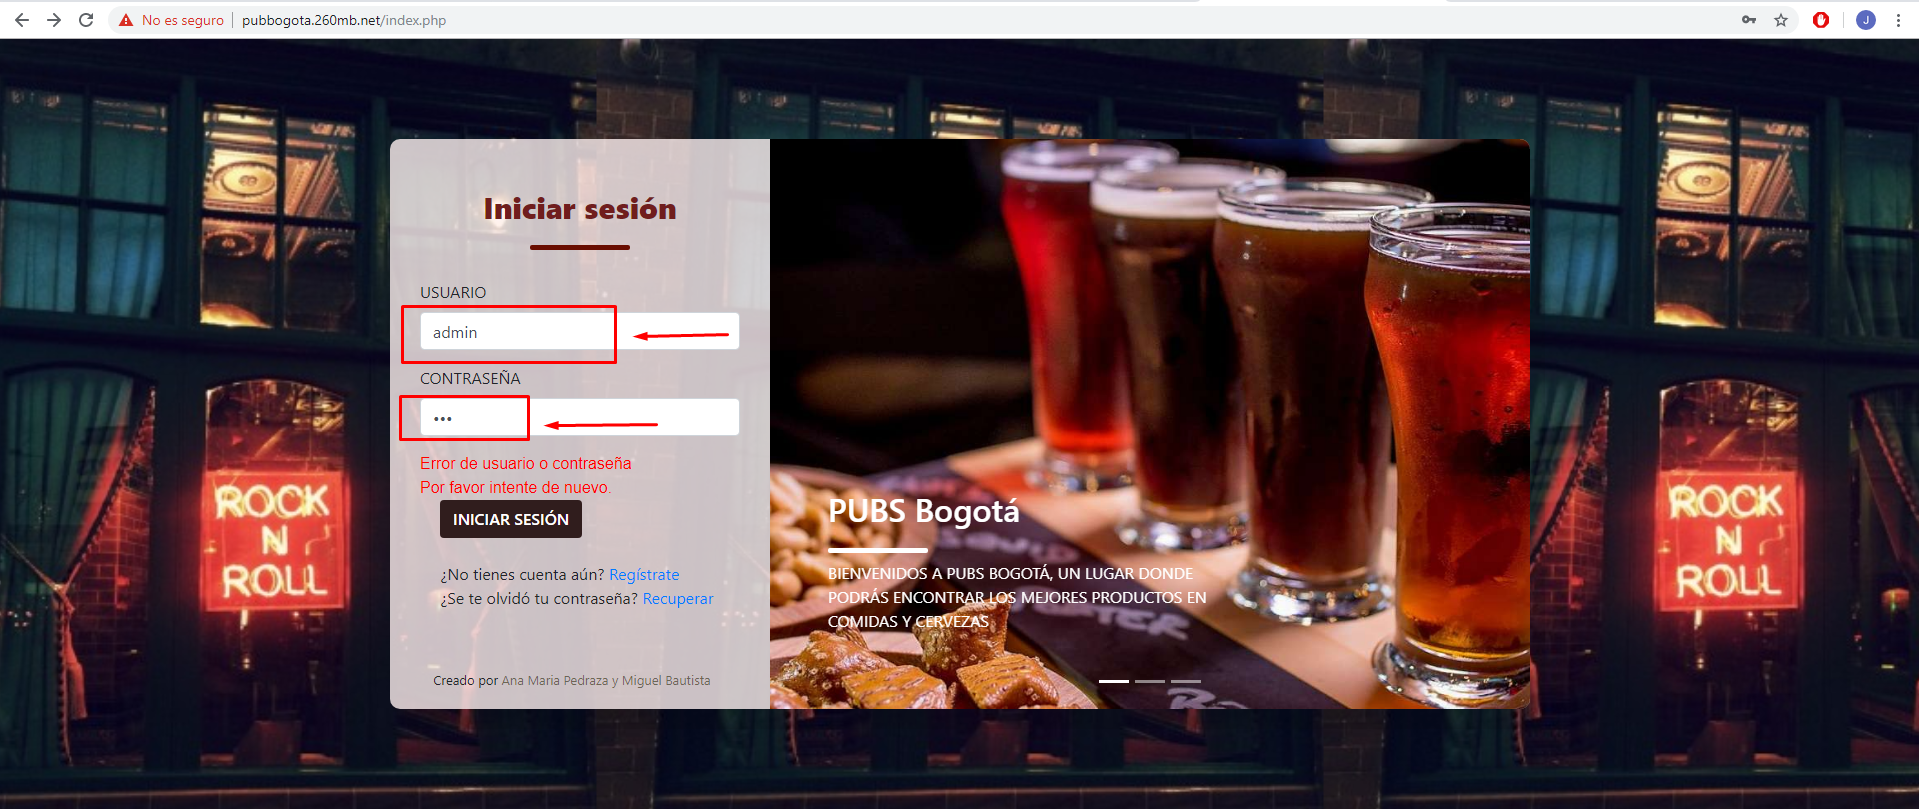 No es seguro
pubbogota.260mb.net/index.php
J
Iniciar sesión
USUARIO
admin
CONTRASEÑA
•••
Error de usuario o contraseña
Por favor intente de nuevo.
INICIAR SESIÓN
¿No tienes cuenta aún? Regístrate
¿Se te olvidó tu contraseña? Recuperar
Creado por Ana Maria Pedraza y Miguel Bautista
PUBS Bogotá
BIENVENIDOS A PUBS BOGOTÁ, UN LUGAR DONDE
PODRÁS ENCONTRAR LOS MEJORES PRODUCTOS EN
COMIDAS Y CERVEZAS
ROCK
N
ROLL
ROCK
N
ROLL